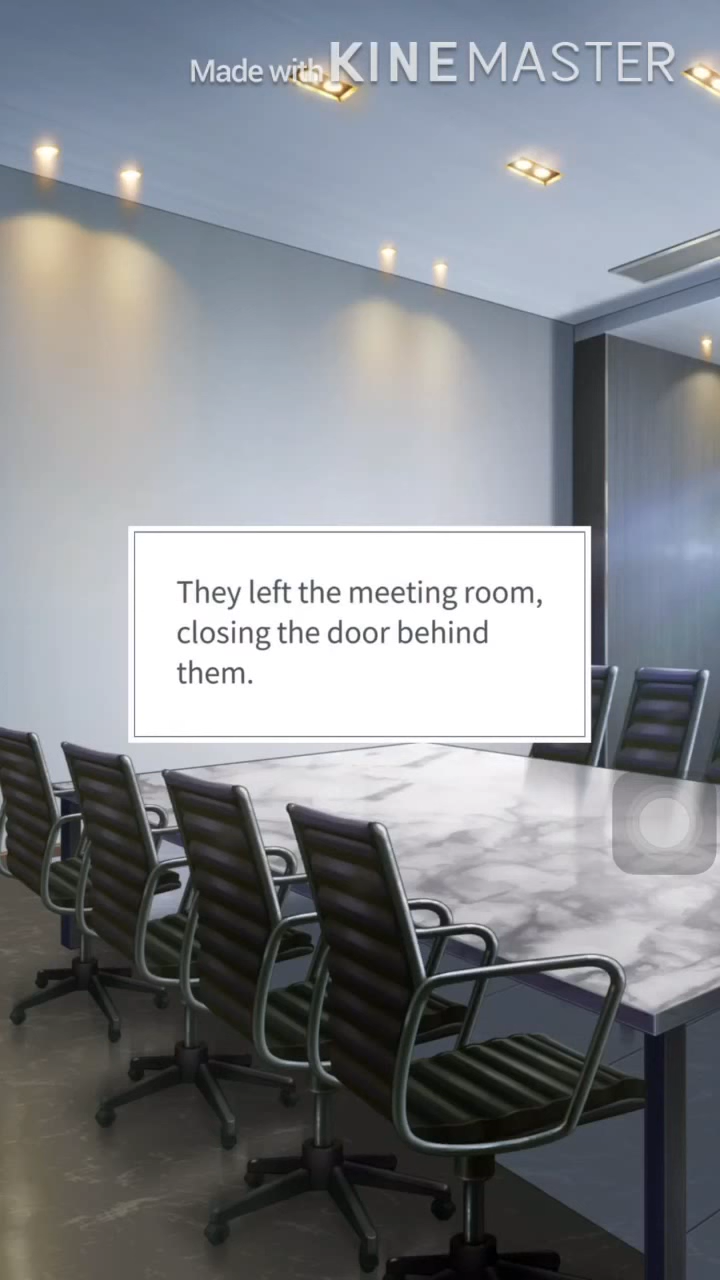 Made with KINEMASTER
They left the meeting room,
closing the door behind
them.